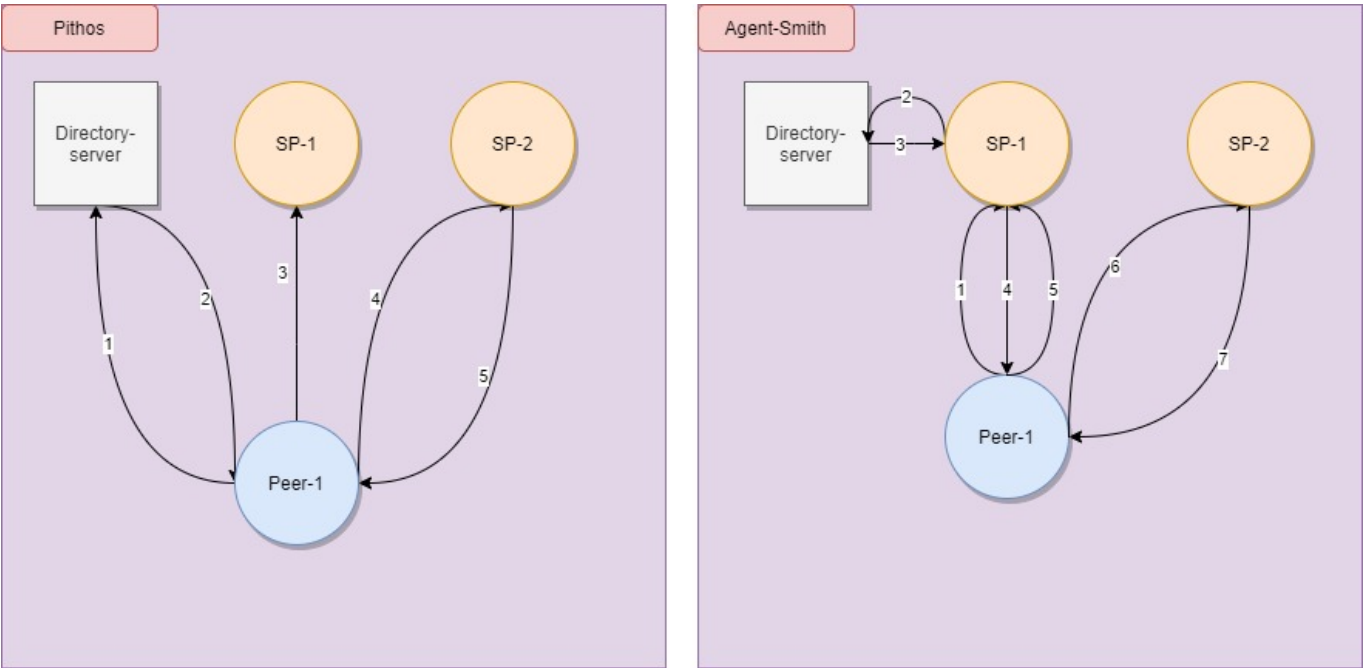 Pithos
Directory-
server
SP-1
SP-2
3
2
4
1
5
Peer-1
Agent-Smith
Directory-
server
2
3
SP-1
SP-2
6
1
4
5
7
Peer-1